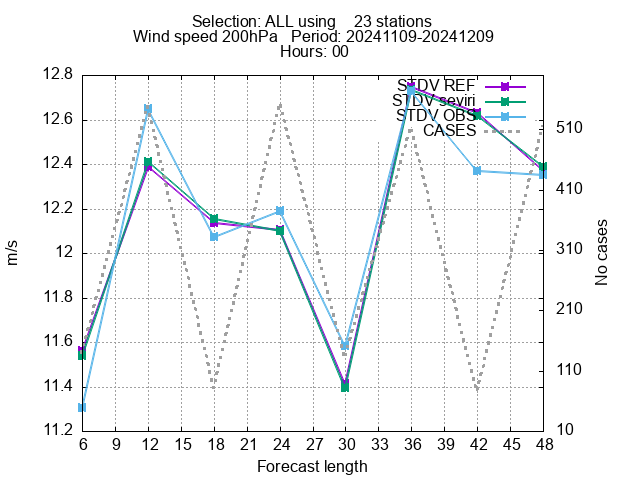 Selection: ALL using    23 stations
Wind speed 200hPa   Period: 20241109-20241209
Hours: 00
STDV REF
STDV seviri
STDV OBS
CASES
12.8
12.6
12.4
12.2
12
11.8
11.6
11.4
11.2
m/s
510
410
310
210
110
10
No cases
6 9 12 15 18 21 24 27 30 33 36 39 42 45 48
Forecast length